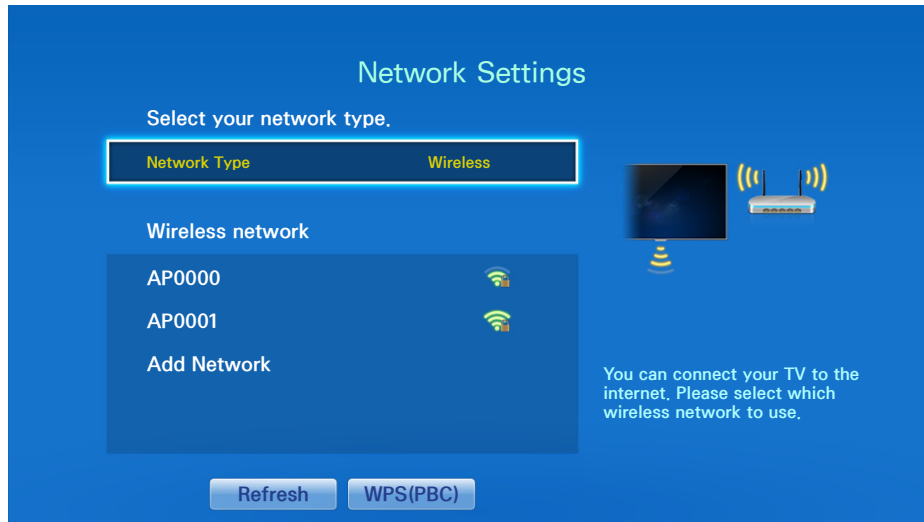 Network Settings
Select your network type.
Network Type Wireless
Wireless network
AP0000
AP0001
Add Network
You can connect your TV to the
internet. Please select which
wireless network to use.
Refresh WPS(PBC)